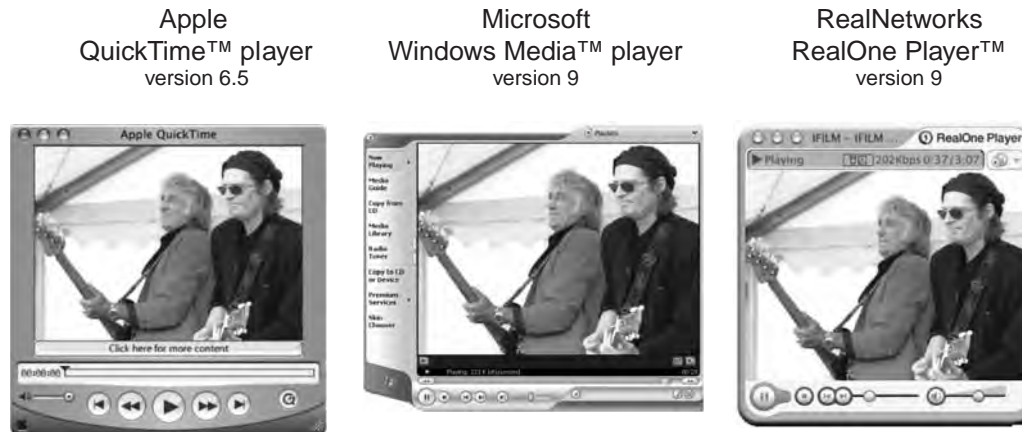 Apple
QuickTime™ player
version 6.5
Microsoft
Windows Media™ player
version 9
RealNetworks
RealOne Player™
version 9
Apple QuickTime
Click here for more content
00:00:00
Now
Playing
Media
Guide
Copy from
CD
Media
Library
Radio
Tuner
Copy to CD
or Device
Premium
Services
Skin
Chooser
IFILM - IFILM ...
RealOne Player
Playing
202Kbps 0:37/3:07